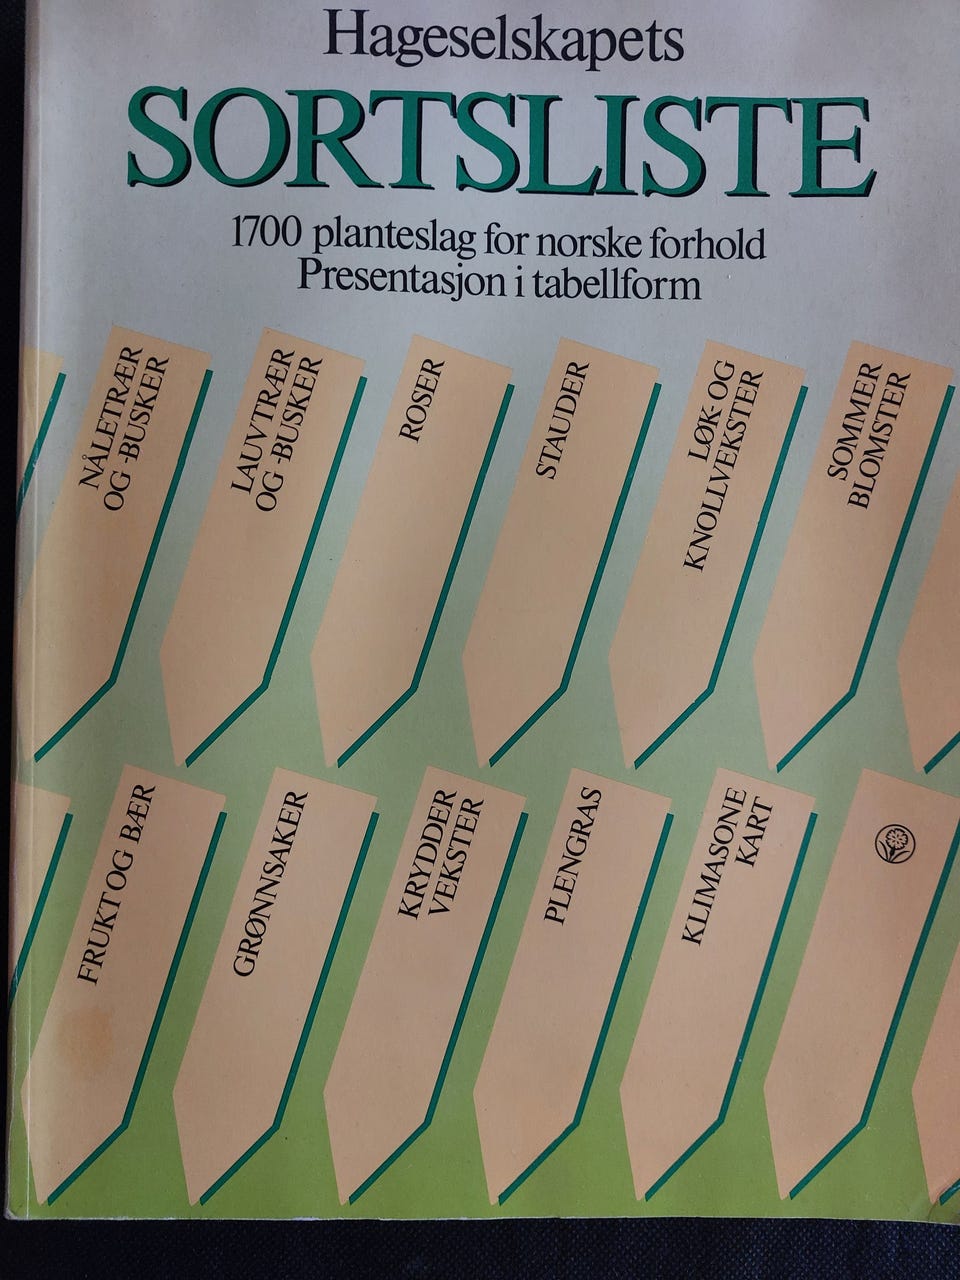 Hageselskapets
SORTSLISTE
1700 planteslag for norske forhold
Presentasjon i tabellform
NÅLETRÆR
OG -BUSKER
LAUVTRÆR
OG -BUSKER
ROSER
STAUDER
LØK- OG
KNOLLVEKSTER
SOMMER
BLOMSTER
FRUKT OG BÆR
GRØNNSAKER
KRYDDER
VEKSTER
PLENGRAS
KLIMASONE
KART